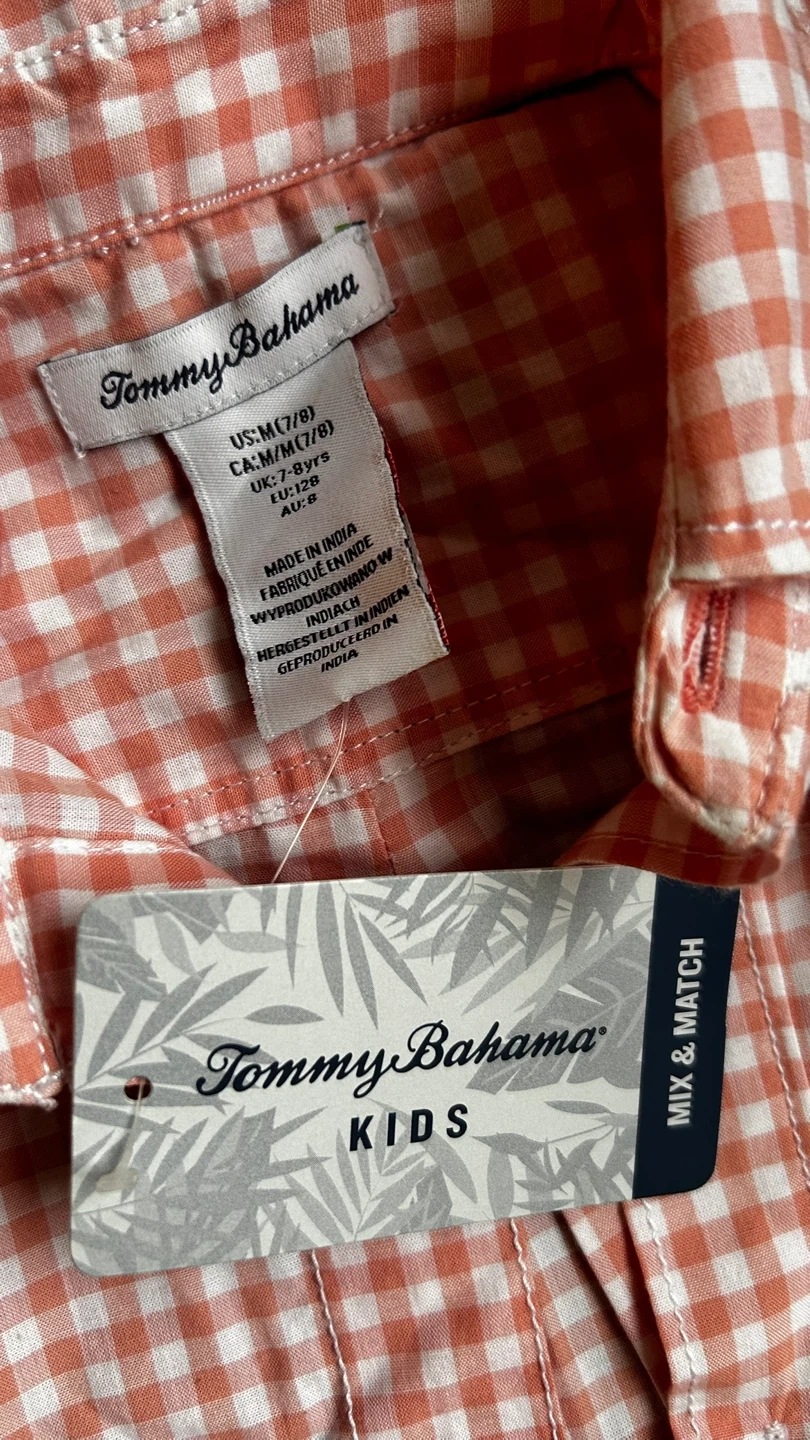 Tommy Bahama
US:M(7/8)
CA:M/M(7/8)
UK:7-8yrs
EU:128
AU:8
MADE IN INDIA
FABRIQUÉ EN INDE
WYPRODUKOWANO W
INDIACH
HERGESTELLT IN INDIEN
GEPRODUCEERD IN
INDIA
Tommy Bahama®
KIDS
MIX & MATCH